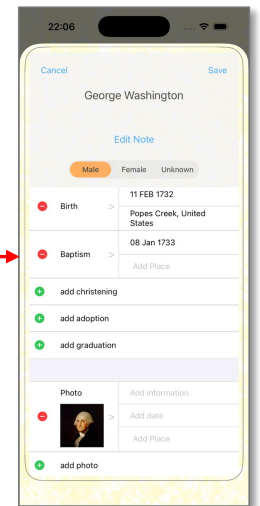 22:06
Cancel Save
George Washington
Edit Note
Male Female Unknown
11 FEB 1732
Birth >
Popes Creek, United
States
08 Jan 1733
Baptism >
Add Place
add christening
add adoption
add graduation
Photo
Add information
Add date
>
Add Place
add photo